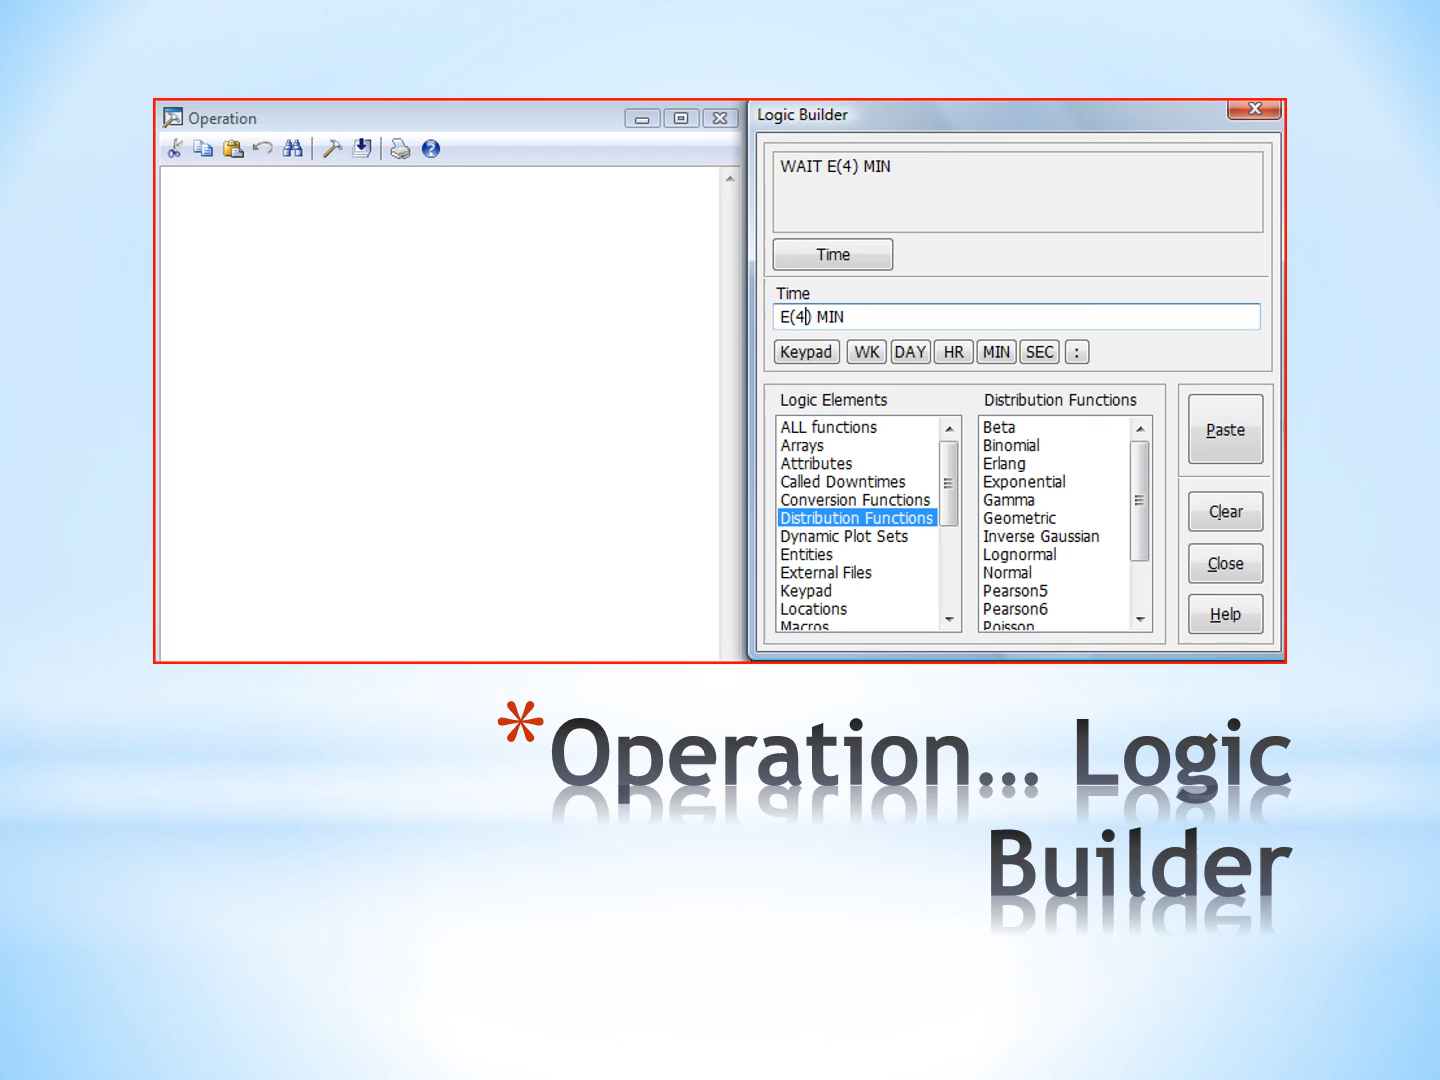 Operation
Logic Builder
WAIT E(4) MIN
Time
Time
E(4) MIN
Keypad WK DAY HR MIN SEC :
Logic Elements
ALL functions
Arrays
Attributes
Called Downtimes
Conversion Functions
Distribution Functions
Dynamic Plot Sets
Entities
External Files
Keypad
Locations
Macros
Distribution Functions
Beta
Binomial
Erlang
Exponential
Gamma
Geometric
Inverse Gaussian
Lognormal
Normal
Pearson5
Pearson6
Poisson
Paste
Clear
Close
Help
*Operation... Logic
Builder